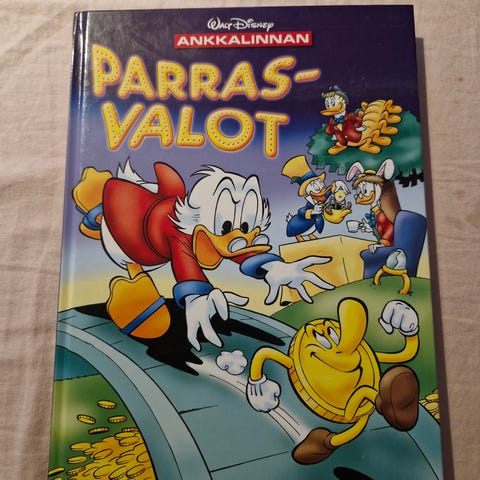 Walt Disney
ANKKALINNAN
PARRAS-
VALOT